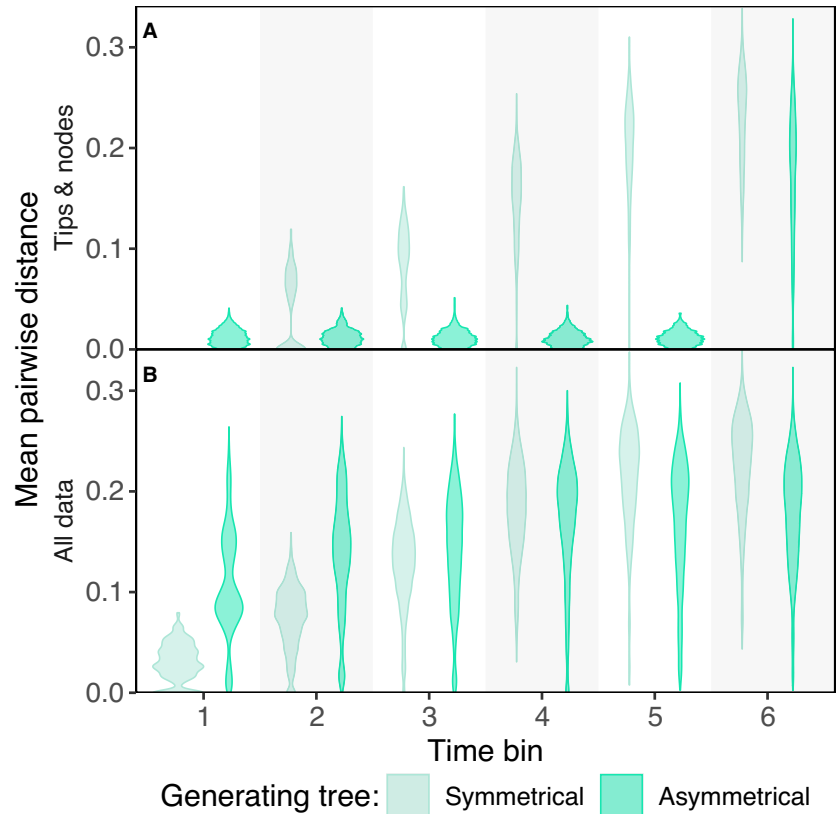 A
0.3
0.2
0.1
0.0
Tips & nodes
B
0.3
0.2
0.1
0.0
All data
Mean pairwise distance
1 2 3 4 5 6
Time bin
Generating tree: Symmetrical Asymmetrical